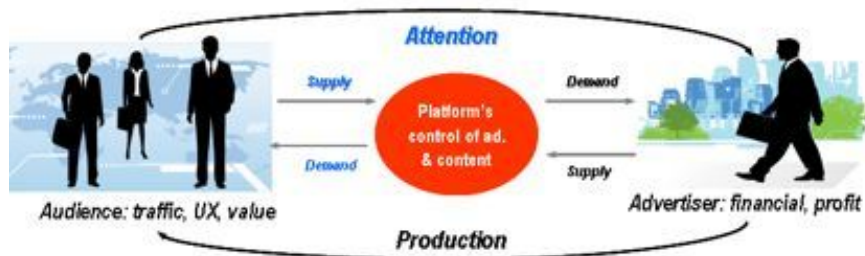 Attention
Supply
Demand
Platform's
control of ad.
& content
Demand
Supply
Audience: traffic, UX, value
Advertiser: financial, profit
Production